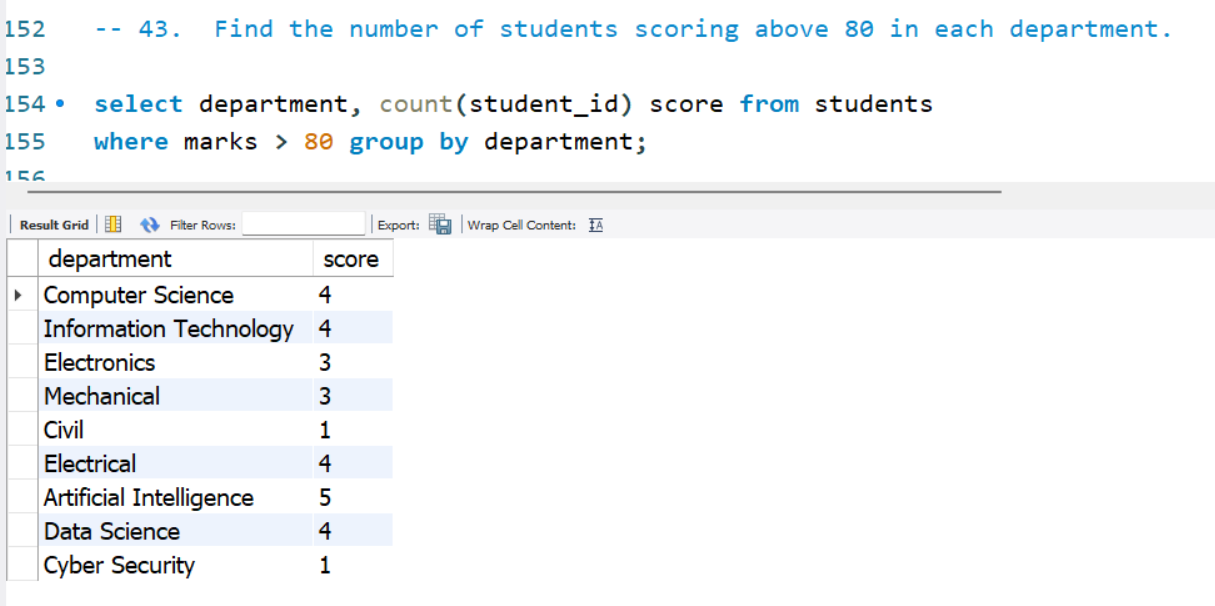 152 -- 43. Find the number of students scoring above 80 in each department.
153
154 select department, count(student_id) score from students
155 where marks > 80 group by department;
156
Result Grid Filter Rows: Export: Wrap Cell Content: IA
department score
Computer Science 4
Information Technology 4
Electronics 3
Mechanical 3
Civil 1
Electrical 4
Artificial Intelligence 5
Data Science 4
Cyber Security 1